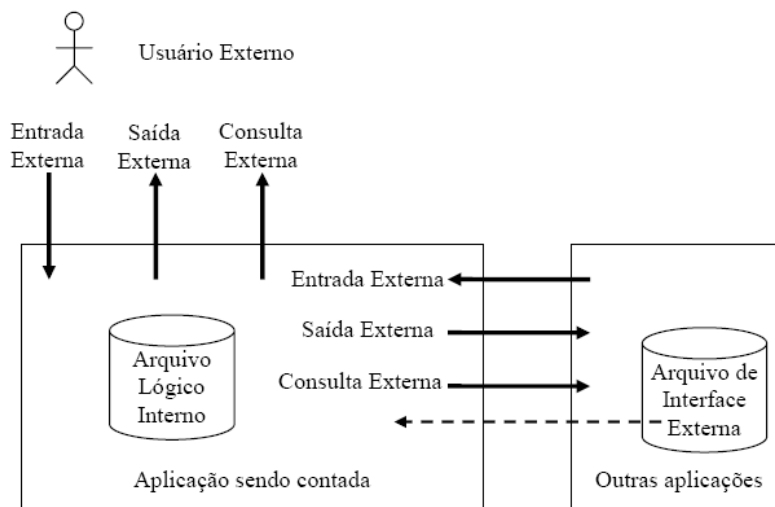 Usuário Externo
Entrada
Externa
Saída
Externa
Consulta
Externa
Entrada Externa
Saída Externa
Consulta Externa
Arquivo
Lógico
Interno
Arquivo de
Interface
Externa
Aplicação sendo contada
Outras aplicações